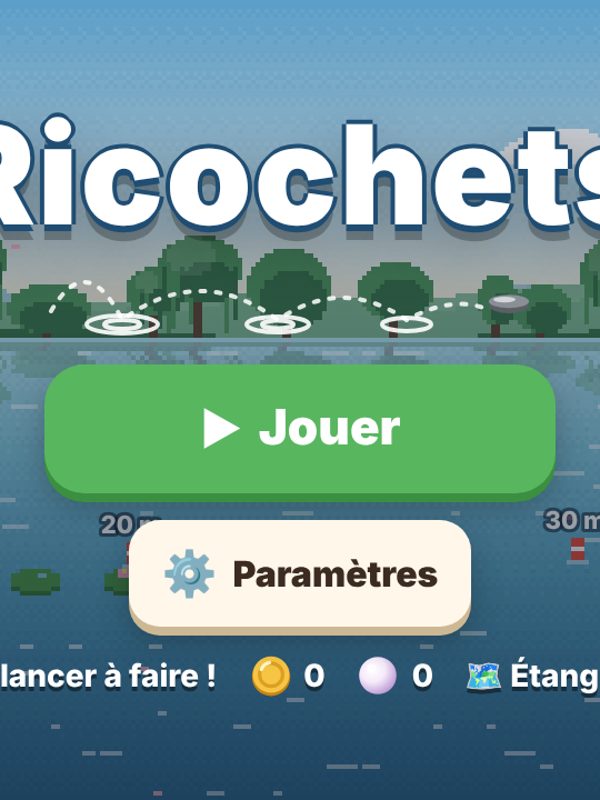 Ricochets
▶ Jouer
20 m
30 m
Paramètres
lancer à faire ! 0 0 Étang